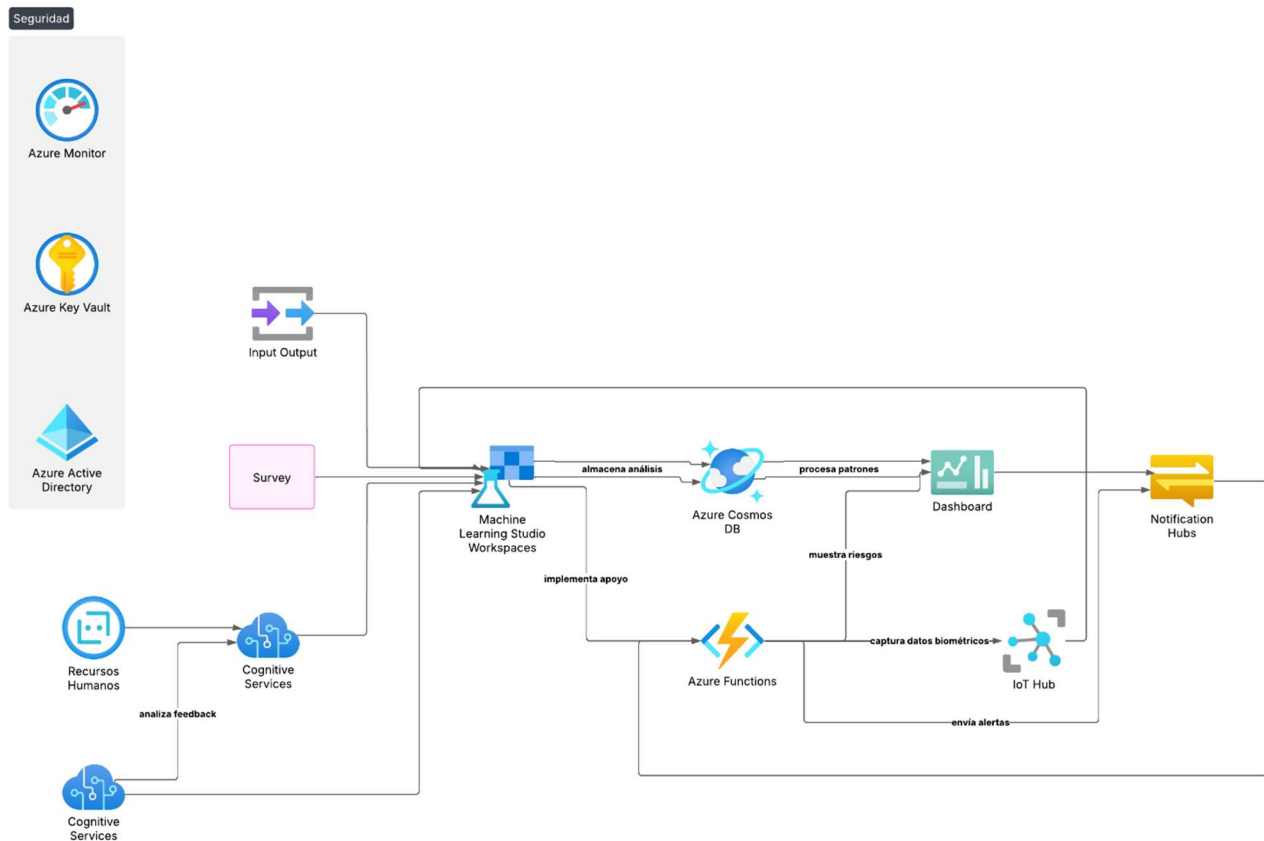 Seguridad
Azure Monitor
Azure Key Vault
Azure Active
Directory
Input Output
Survey
Machine
Learning Studio
Workspaces
almacena análisis
Azure Cosmos
DB
procesa patrones
Dashboard
Notification
Hubs
muestra riesgos
implementa apoyo
Recursos
Humanos
Cognitive
Services
analiza feedback
Azure Functions
captura datos biométricos
IoT Hub
envía alertas
Cognitive
Services